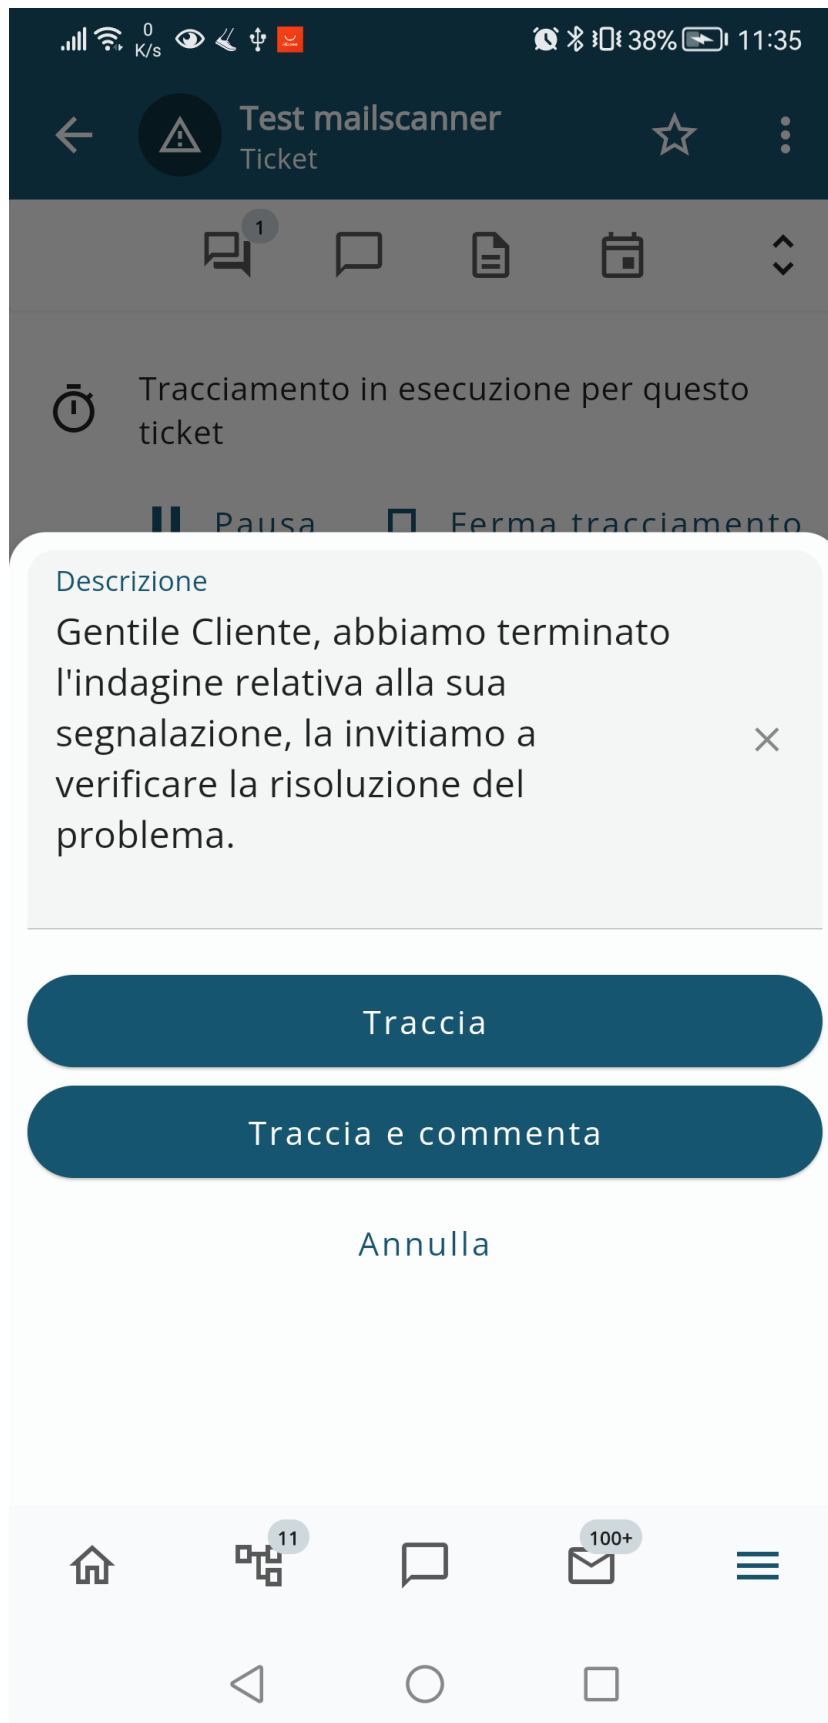 0
K/s
38%
11:35
Test mailscanner
Ticket
1
Tracciamento in esecuzione per questo
ticket
Pausa
Ferma tracciamento
Descrizione
Gentile Cliente, abbiamo terminato
l'indagine relativa alla sua
segnalazione, la invitiamo a
verificare la risoluzione del
problema.
Traccia
Traccia e commenta
Annulla
11
100+